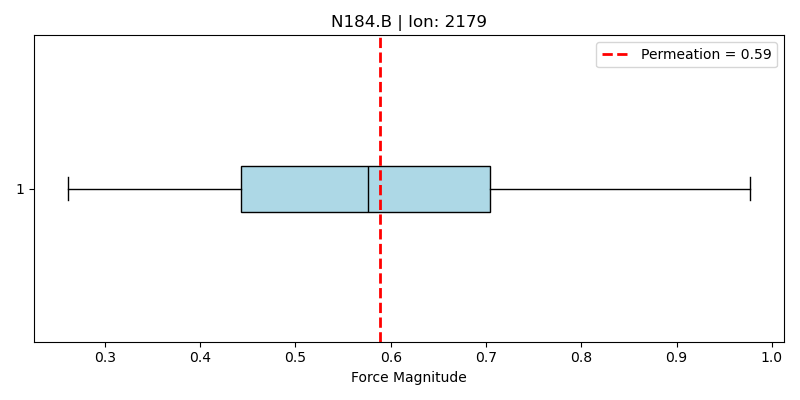 N184.B | Ion: 2179
Permeation = 0.59
1
0.3 0.4 0.5 0.6 0.7 0.8 0.9 1.0
Force Magnitude